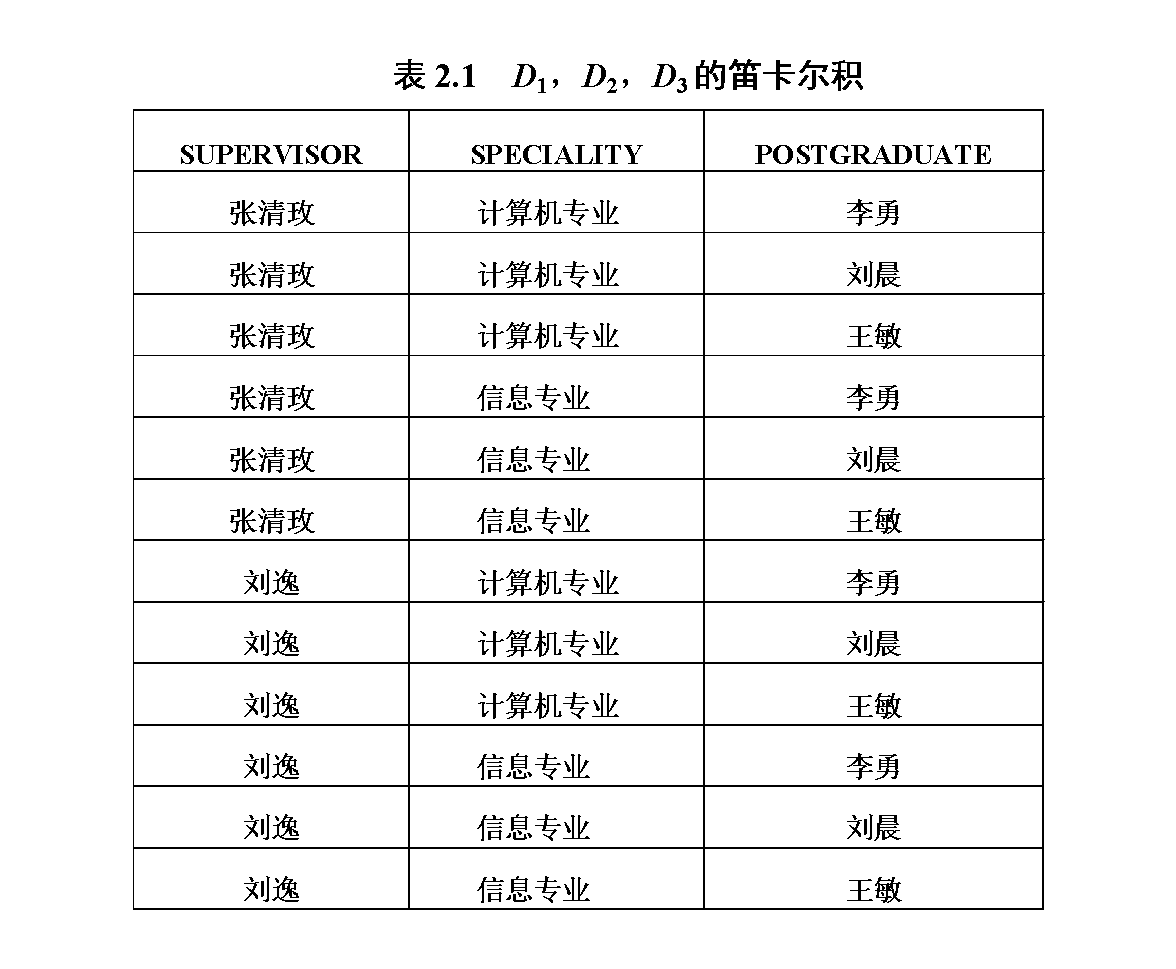 表 2.1 D1，D2，D3 的笛卡尔积
SUPERVISOR SPECIALITY POSTGRADUATE
张清玫 计算机专业 李勇
张清玫 计算机专业 刘晨
张清玫 计算机专业 王敏
张清玫 信息专业 李勇
张清玫 信息专业 刘晨
张清玫 信息专业 王敏
刘逸 计算机专业 李勇
刘逸 计算机专业 刘晨
刘逸 计算机专业 王敏
刘逸 信息专业 李勇
刘逸 信息专业 刘晨
刘逸 信息专业 王敏